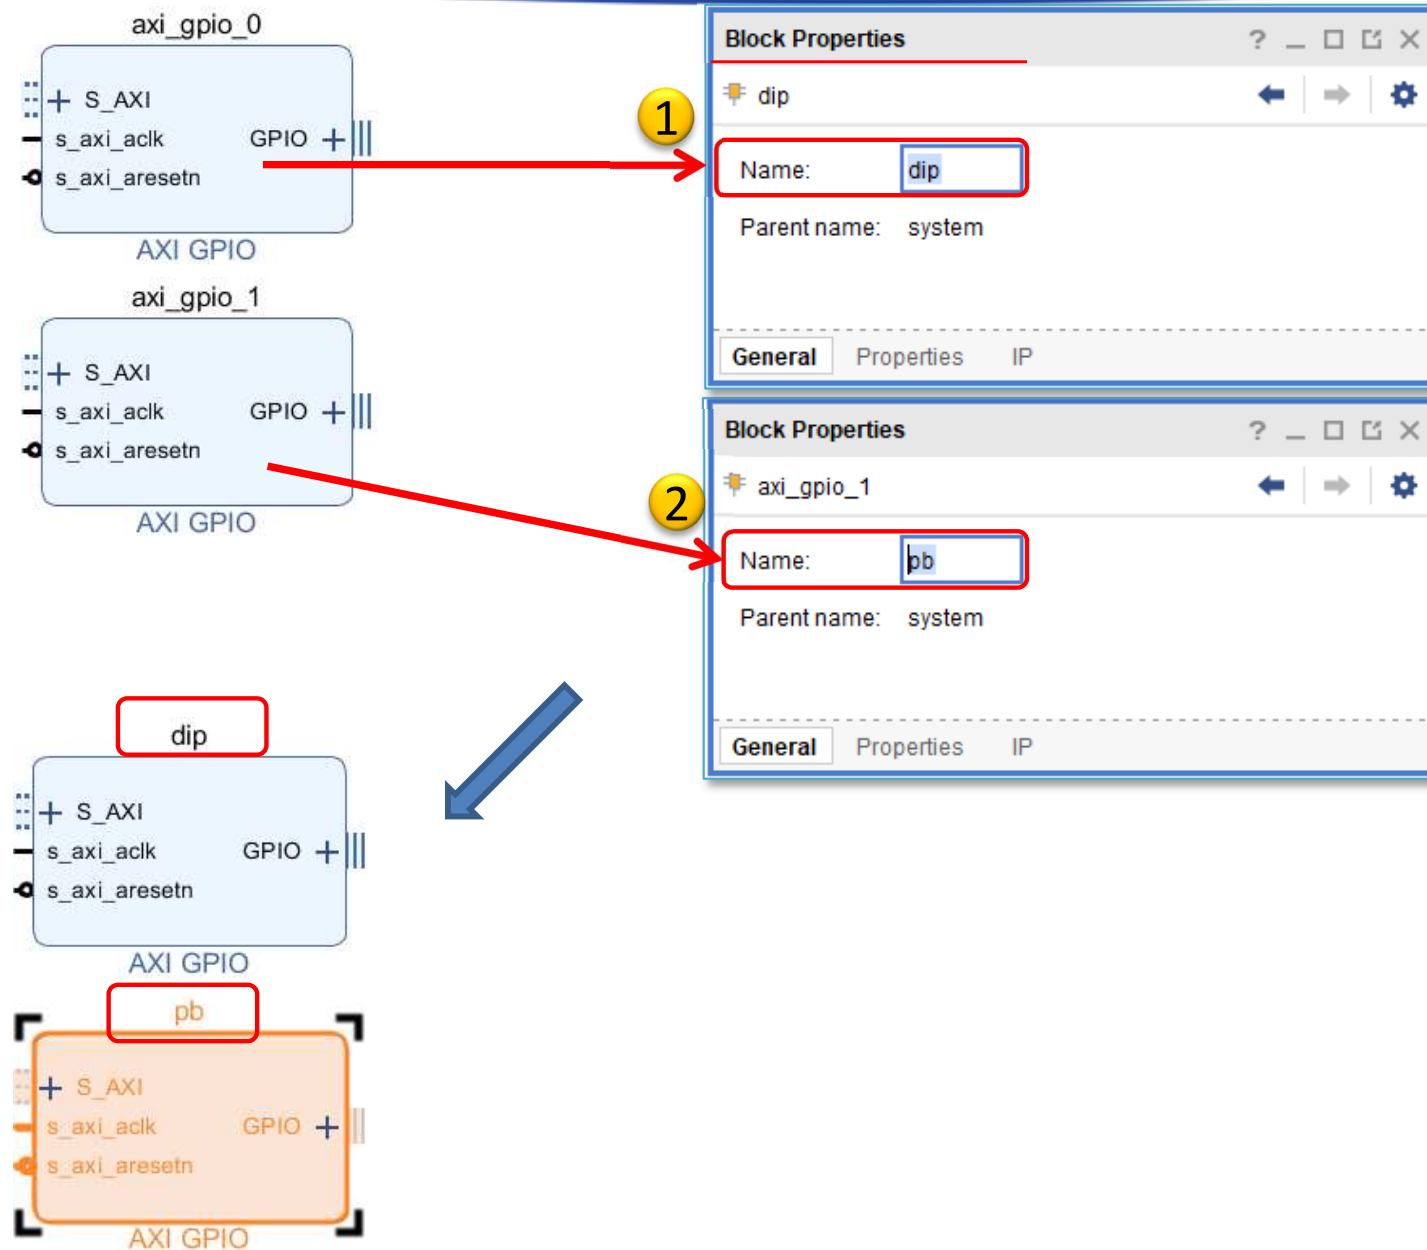 axi_gpio_0
S_AXI
s_axi_aclk
GPIO
s_axi_aresetn
AXI GPIO
axi_gpio_1
S_AXI
s_axi_aclk
GPIO
s_axi_aresetn
AXI GPIO
1
Block Properties
dip
Name: dip
Parent name: system
General Properties IP
2
Block Properties
axi_gpio_1
Name: pb
Parent name: system
General Properties IP
dip
S_AXI
s_axi_aclk
GPIO
s_axi_aresetn
AXI GPIO
pb
S_AXI
s_axi_aclk
GPIO
s_axi_aresetn
AXI GPIO